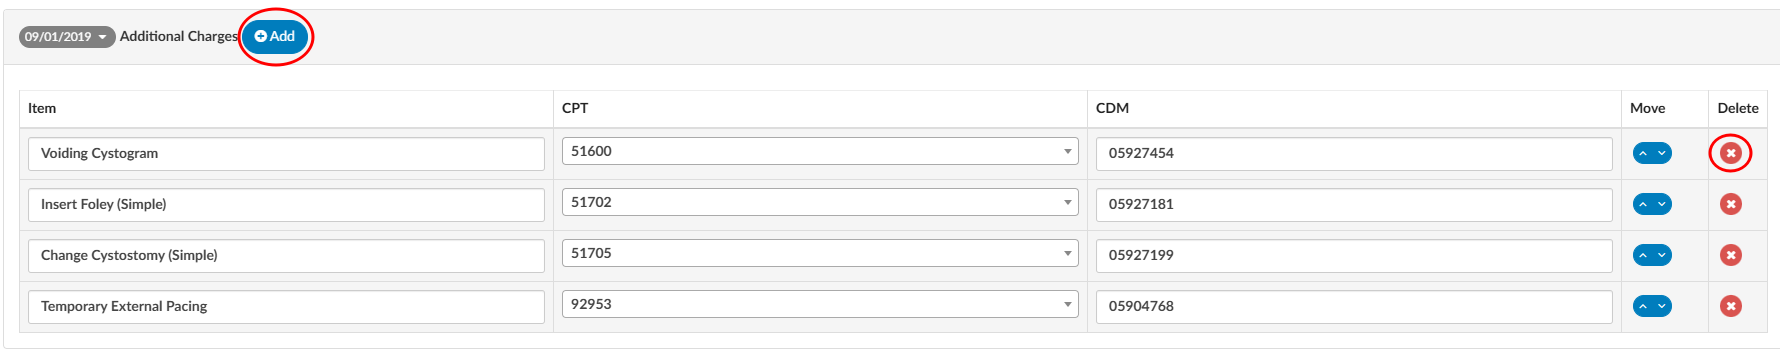 09/01/2019 Additional Charges Add
Item CPT CDM Move Delete
Voiding Cystogram 51600 05927454
Insert Foley (Simple) 51702 05927181
Change Cystostomy (Simple) 51705 05927199
Temporary External Pacing 92953 05904768